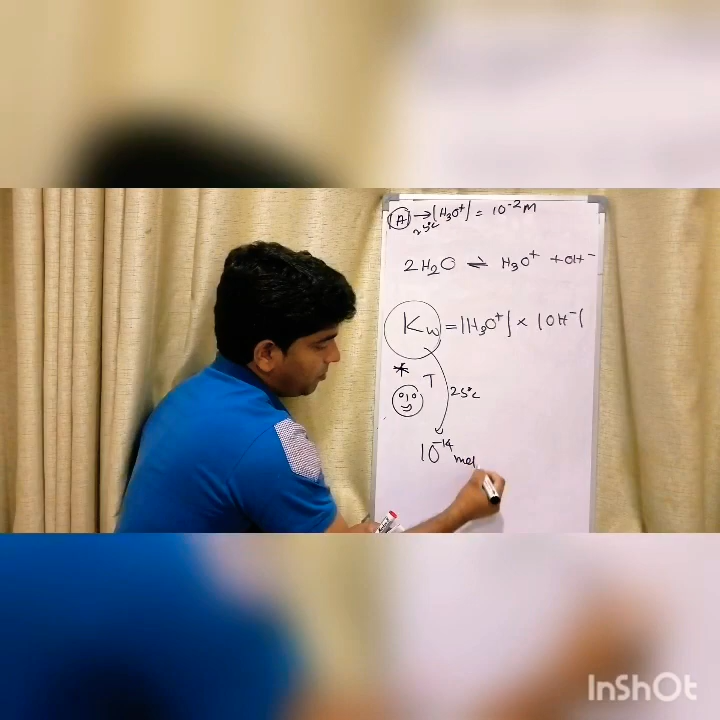 (A) → [H₃O⁺] = 10⁻² M
25°C
2H₂O ⇌ H₃O⁺ + OH⁻
Kw = [H₃O⁺] × [OH⁻]
* T 25°C
10⁻¹⁴ mol
InShOt